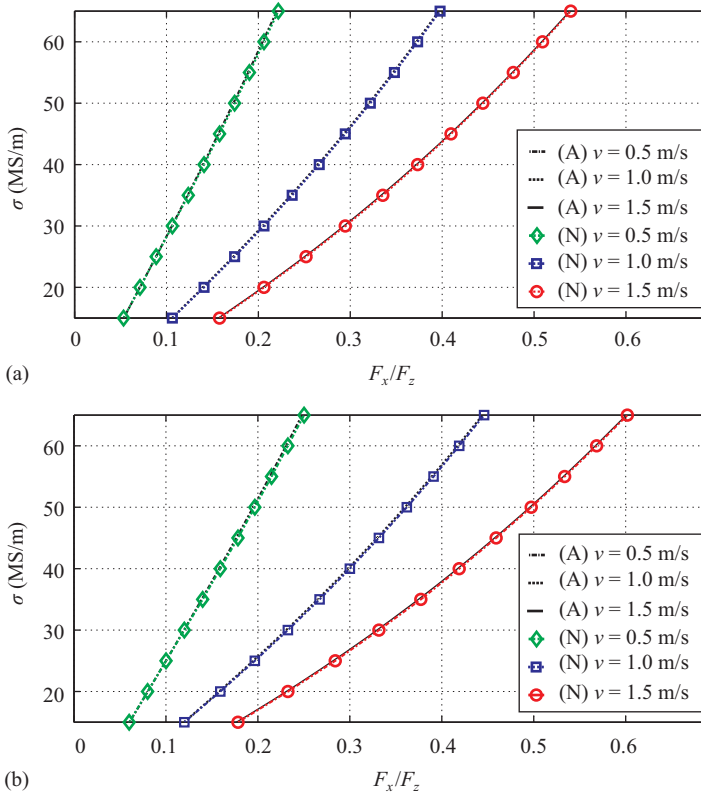 60
50
40
30
20
σ (MS/m)
(A) v = 0.5 m/s
(A) v = 1.0 m/s
(A) v = 1.5 m/s
(N) v = 0.5 m/s
(N) v = 1.0 m/s
(N) v = 1.5 m/s
0 0.1 0.2 0.3 0.4 0.5 0.6
(a)
Fx/Fz
60
50
40
30
20
σ (MS/m)
(A) v = 0.5 m/s
(A) v = 1.0 m/s
(A) v = 1.5 m/s
(N) v = 0.5 m/s
(N) v = 1.0 m/s
(N) v = 1.5 m/s
0 0.1 0.2 0.3 0.4 0.5 0.6
(b)
Fx/Fz